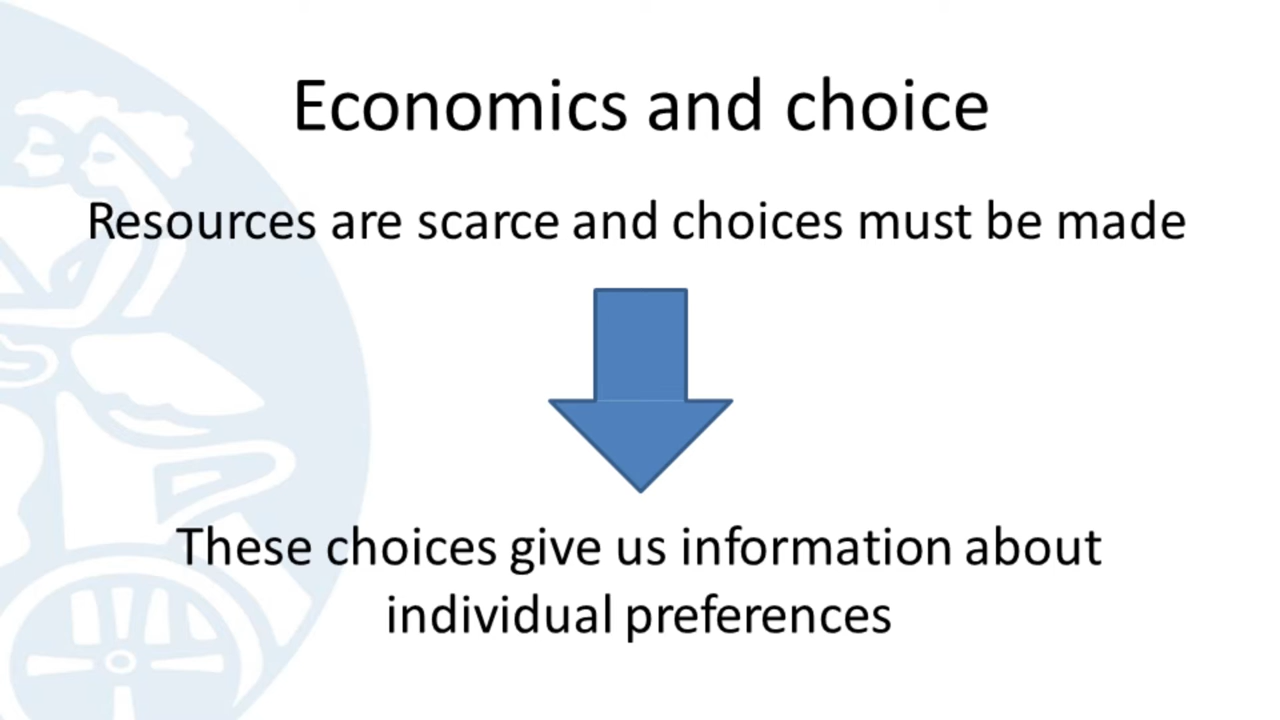 Economics and choice
Resources are scarce and choices must be made
These choices give us information about
individual preferences